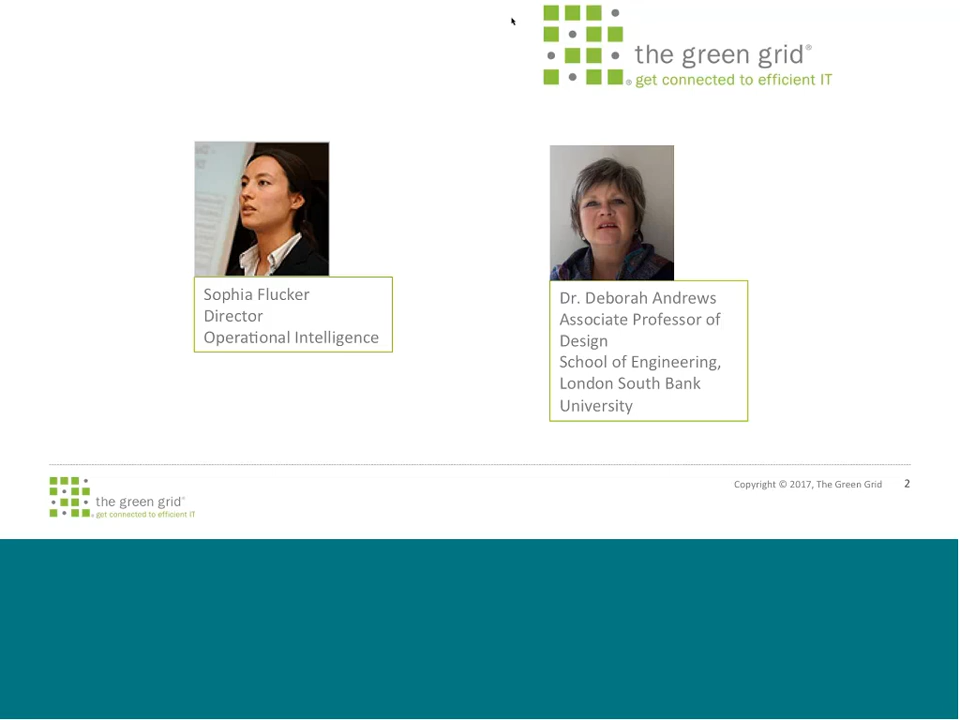 the green grid®
® get connected to efficient IT
Sophia Flucker
Director
Operational Intelligence
Dr. Deborah Andrews
Associate Professor of
Design
School of Engineering,
London South Bank
University
Copyright © 2017, The Green Grid 2
the green grid®
® get connected to efficient IT